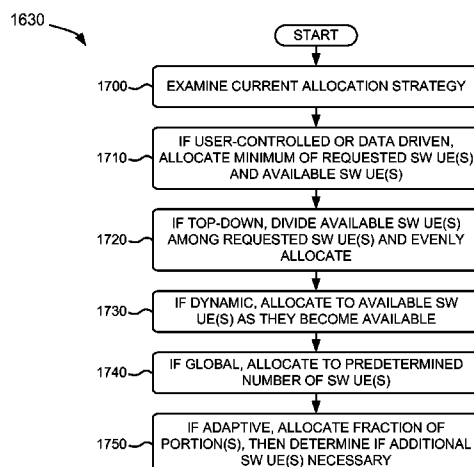 1630
START
1700
EXAMINE CURRENT ALLOCATION STRATEGY
1710
IF USER-CONTROLLED OR DATA DRIVEN,
ALLOCATE MINIMUM OF REQUESTED SW UE(S)
AND AVAILABLE SW UE(S)
1720
IF TOP-DOWN, DIVIDE AVAILABLE SW UE(S)
AMONG REQUESTED SW UE(S) AND EVENLY
ALLOCATE
1730
IF DYNAMIC, ALLOCATE TO AVAILABLE SW
UE(S) AS THEY BECOME AVAILABLE
1740
IF GLOBAL, ALLOCATE TO PREDETERMINED
NUMBER OF SW UE(S)
1750
IF ADAPTIVE, ALLOCATE FRACTION OF
PORTION(S), THEN DETERMINE IF ADDITIONAL
SW UE(S) NECESSARY